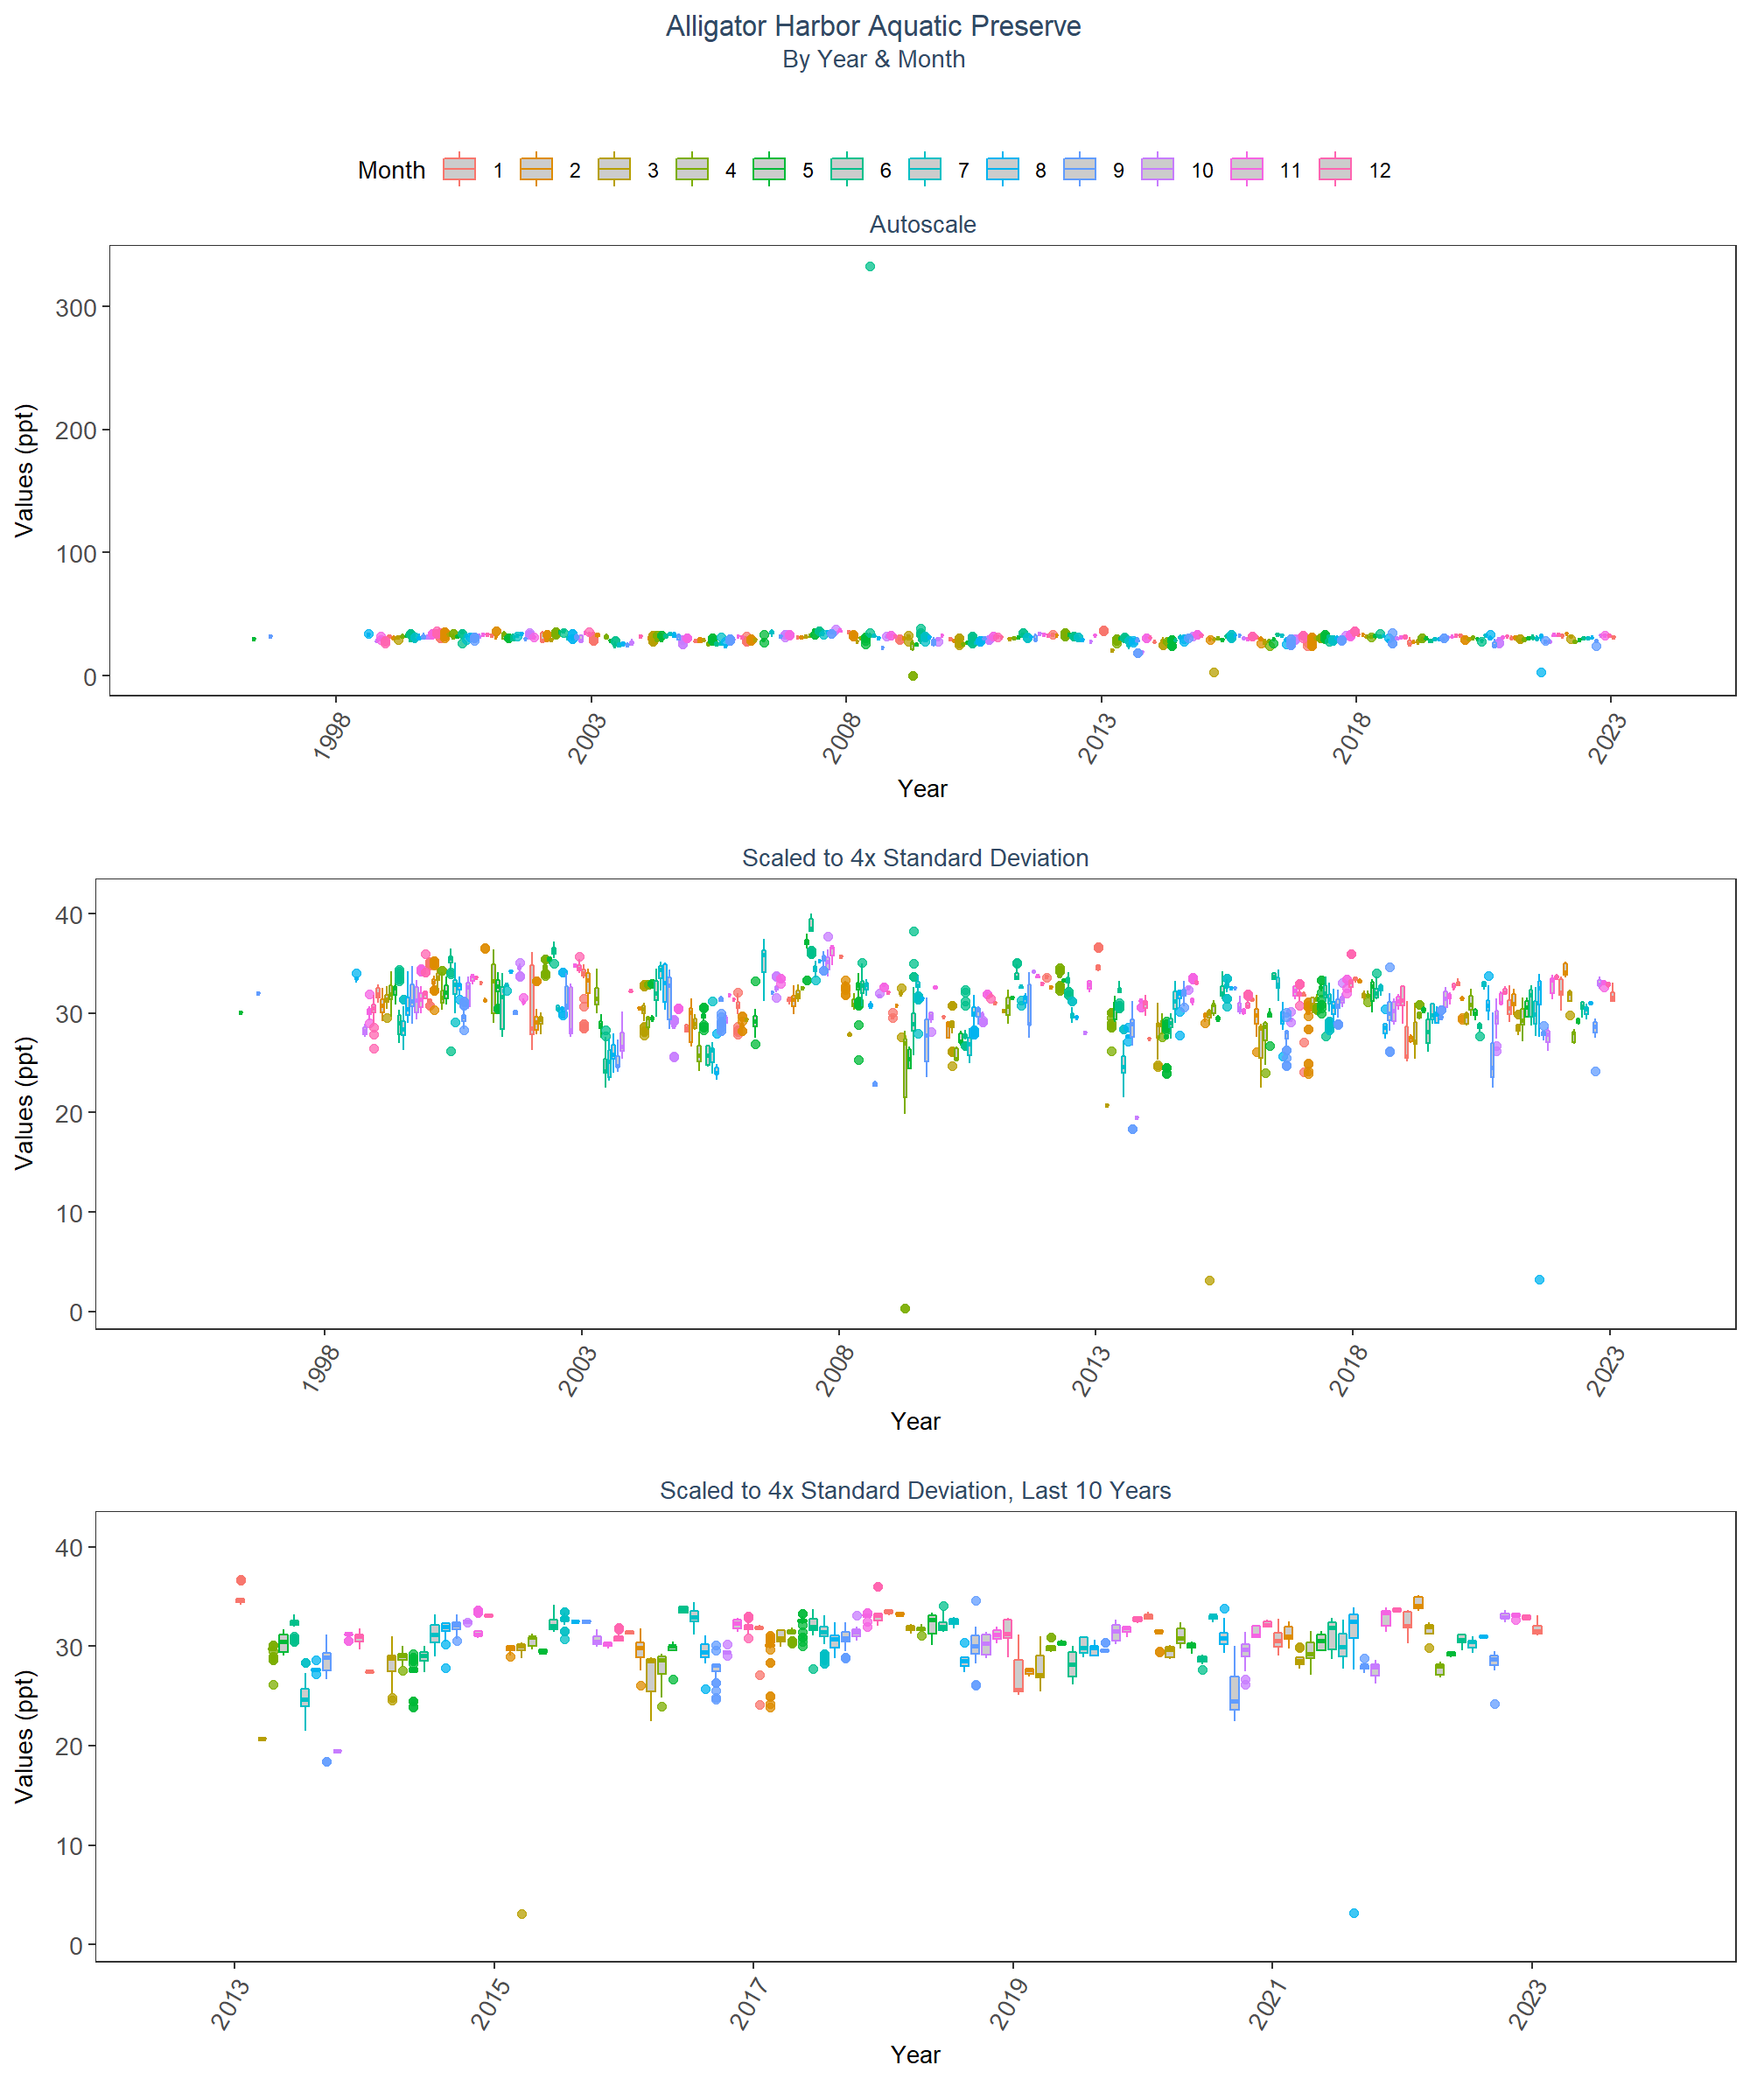 Alligator Harbor Aquatic Preserve
By Year & Month
Month 1 2 3 4 5 6 7 8 9 10 11 12
Autoscale
Values (ppt)
300
200
100
0
1998 2003 2008 2013 2018 2023
Year
Scaled to 4x Standard Deviation
Values (ppt)
40
30
20
10
0
1998 2003 2008 2013 2018 2023
Year
Scaled to 4x Standard Deviation, Last 10 Years
Values (ppt)
40
30
20
10
0
2013 2015 2017 2019 2021 2023
Year